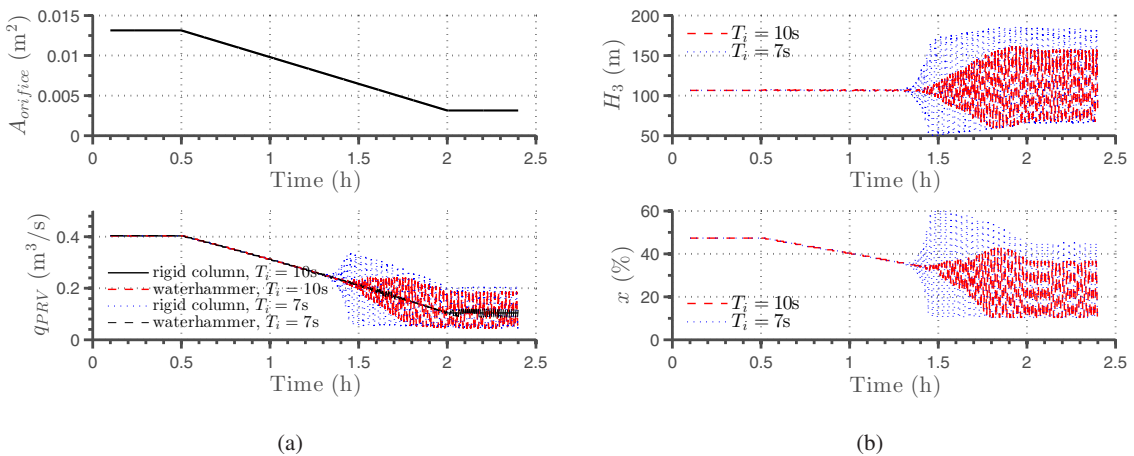 A_{orifice} (m²)
0.015
0.01
0.005
0
0 0.5 1 1.5 2 2.5
Time (h)
q_{PRV} (m³/s)
0.4
0.2
0
rigid column, T_i = 10s
waterhammer, T_i = 10s
rigid column, T_i = 7s
waterhammer, T_i = 7s
0 0.5 1 1.5 2 2.5
Time (h)
(a)
H_3 (m)
200
150
100
50
T_i = 10s
T_i = 7s
0 0.5 1 1.5 2 2.5
Time (h)
x (%)
60
40
20
0
T_i = 10s
T_i = 7s
0 0.5 1 1.5 2 2.5
Time (h)
(b)